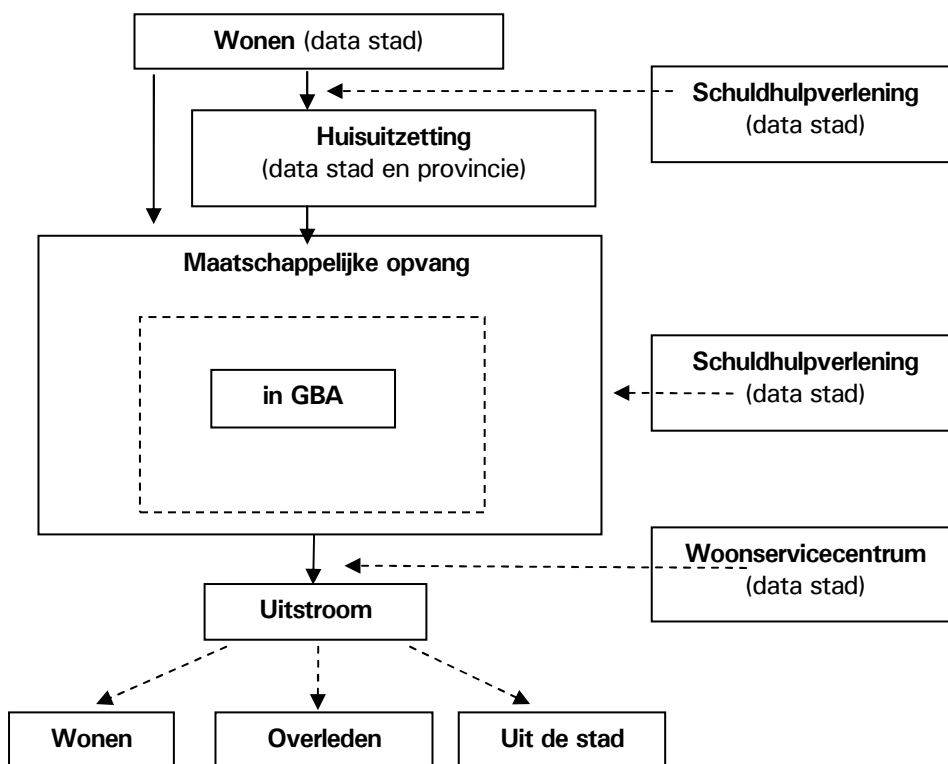 Wonen (data stad)
Schuldhulpverlening
(data stad)
Huisuitzetting
(data stad en provincie)
Maatschappelijke opvang
in GBA
Schuldhulpverlening
(data stad)
Woonservicecentrum
(data stad)
Uitstroom
Wonen
Overleden
Uit de stad